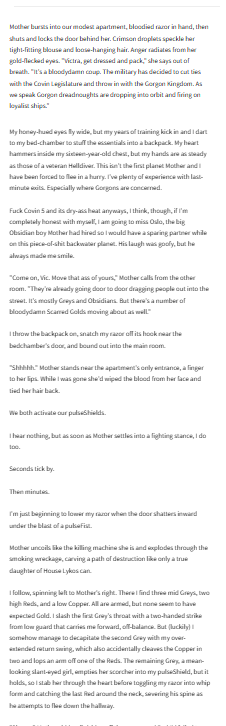 Mother bursts into our modest apartment, bloodied razor in hand, then
shuts and locks the door behind her. Crimson droplets speckle her
tight-fitting blouse and loose-hanging hair. Anger radiates from her
gold-flecked eyes. "Victra, get dressed and pack," she says out of
breath. "It's a bloodydamn coup. The military has decided to cut ties
with the Covin Legislature and throw in with the Gorgon Kingdom. As
we speak Gorgon dreadnoughts are dropping into orbit and firing on
loyalist ships."
My honey-hued eyes fly wide, but my years of training kick in and I dart
to my bed-chamber to stuff the essentials into a backpack. My heart
hammers inside my sixteen-year-old chest, but my hands are as steady
as those of a veteran Helldiver. This isn't the first planet Mother and I
have been forced to flee in a hurry. I've plenty of experience with last-
minute exits. Especially where Gorgons are concerned.
Fuck Covin 5 and its dry-ass heat anyways, I think, though, if I'm
completely honest with myself, I am going to miss Oslo, the big
Obsidian boy Mother had hired so I would have a sparring partner while
on this piece-of-shit backwater planet. His laugh was goofy, but he
always made me smile.
"Come on, Vic. Move that ass of yours," Mother calls from the other
room. "They're already going door to door dragging people out into the
street. It's mostly Greys and Obsidians. But there's a number of
bloodydamn Scarred Golds moving about as well."
I throw the backpack on, snatch my razor off its hook near the
bedchamber's door, and bound out into the main room.
"Shhhhh." Mother stands near the apartment's only entrance, a finger
to her lips. While I was gone she'd wiped the blood from her face and
tied her hair back.
We both activate our pulseShields.
I hear nothing, but as soon as Mother settles into a fighting stance, I do
too.
Seconds tick by.
Then minutes.
I'm just beginning to lower my razor when the door shatters inward
under the blast of a pulseFist.
Mother uncoils like the killing machine she is and explodes through the
smoking wreckage, carving a path of destruction like only a true
daughter of House Lykos can.
I follow, spinning left to Mother's right. There I find three mid Greys, two
high Reds, and a low Copper. All are armed, but none seem to have
expected Gold. I slash the first Grey's throat with a two-handed strike
from low guard that carries me forward, off-balance. But (luckily) I
somehow manage to decapitate the second Grey with my over-
extended return swing, which also accidentally cleaves the Copper in
two and lops an arm off one of the Reds. The remaining Grey, a mean-
looking slant-eyed girl, empties her scorcher into my pulseShield, but it
holds, so I stab her through the heart before toggling my razor into whip
form and catching the last Red around the neck, severing his spine as
he attempts to flee down the hallway.